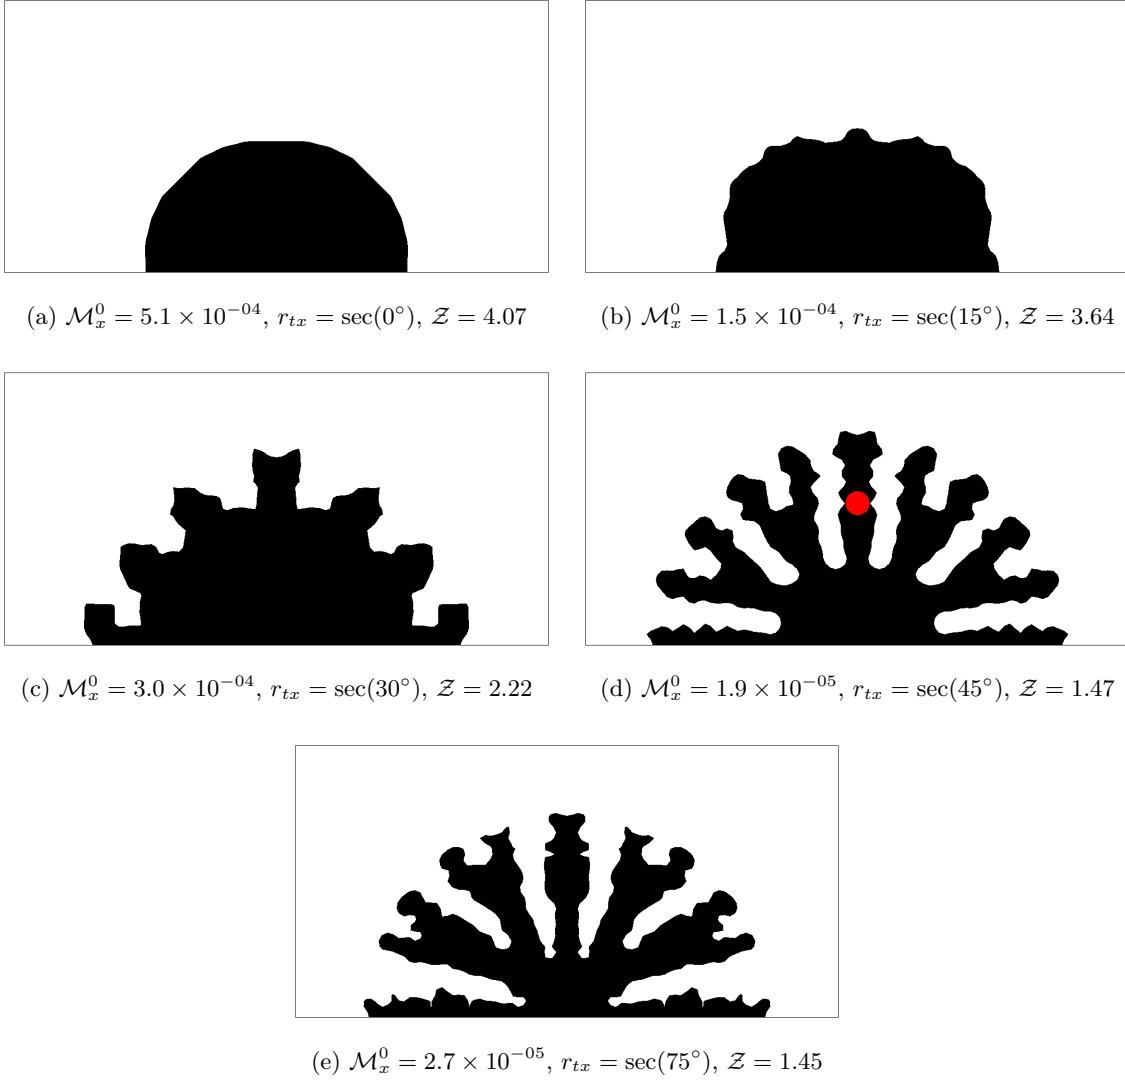 (a) $\mathcal{M}_x^0 = 5.1 \times 10^{-04}$, $r_{tx} = \sec(0^\circ)$, $\mathcal{Z} = 4.07$
(b) $\mathcal{M}_x^0 = 1.5 \times 10^{-04}$, $r_{tx} = \sec(15^\circ)$, $\mathcal{Z} = 3.64$
(c) $\mathcal{M}_x^0 = 3.0 \times 10^{-04}$, $r_{tx} = \sec(30^\circ)$, $\mathcal{Z} = 2.22$
(d) $\mathcal{M}_x^0 = 1.9 \times 10^{-05}$, $r_{tx} = \sec(45^\circ)$, $\mathcal{Z} = 1.47$
(e) $\mathcal{M}_x^0 = 2.7 \times 10^{-05}$, $r_{tx} = \sec(75^\circ)$, $\mathcal{Z} = 1.45$